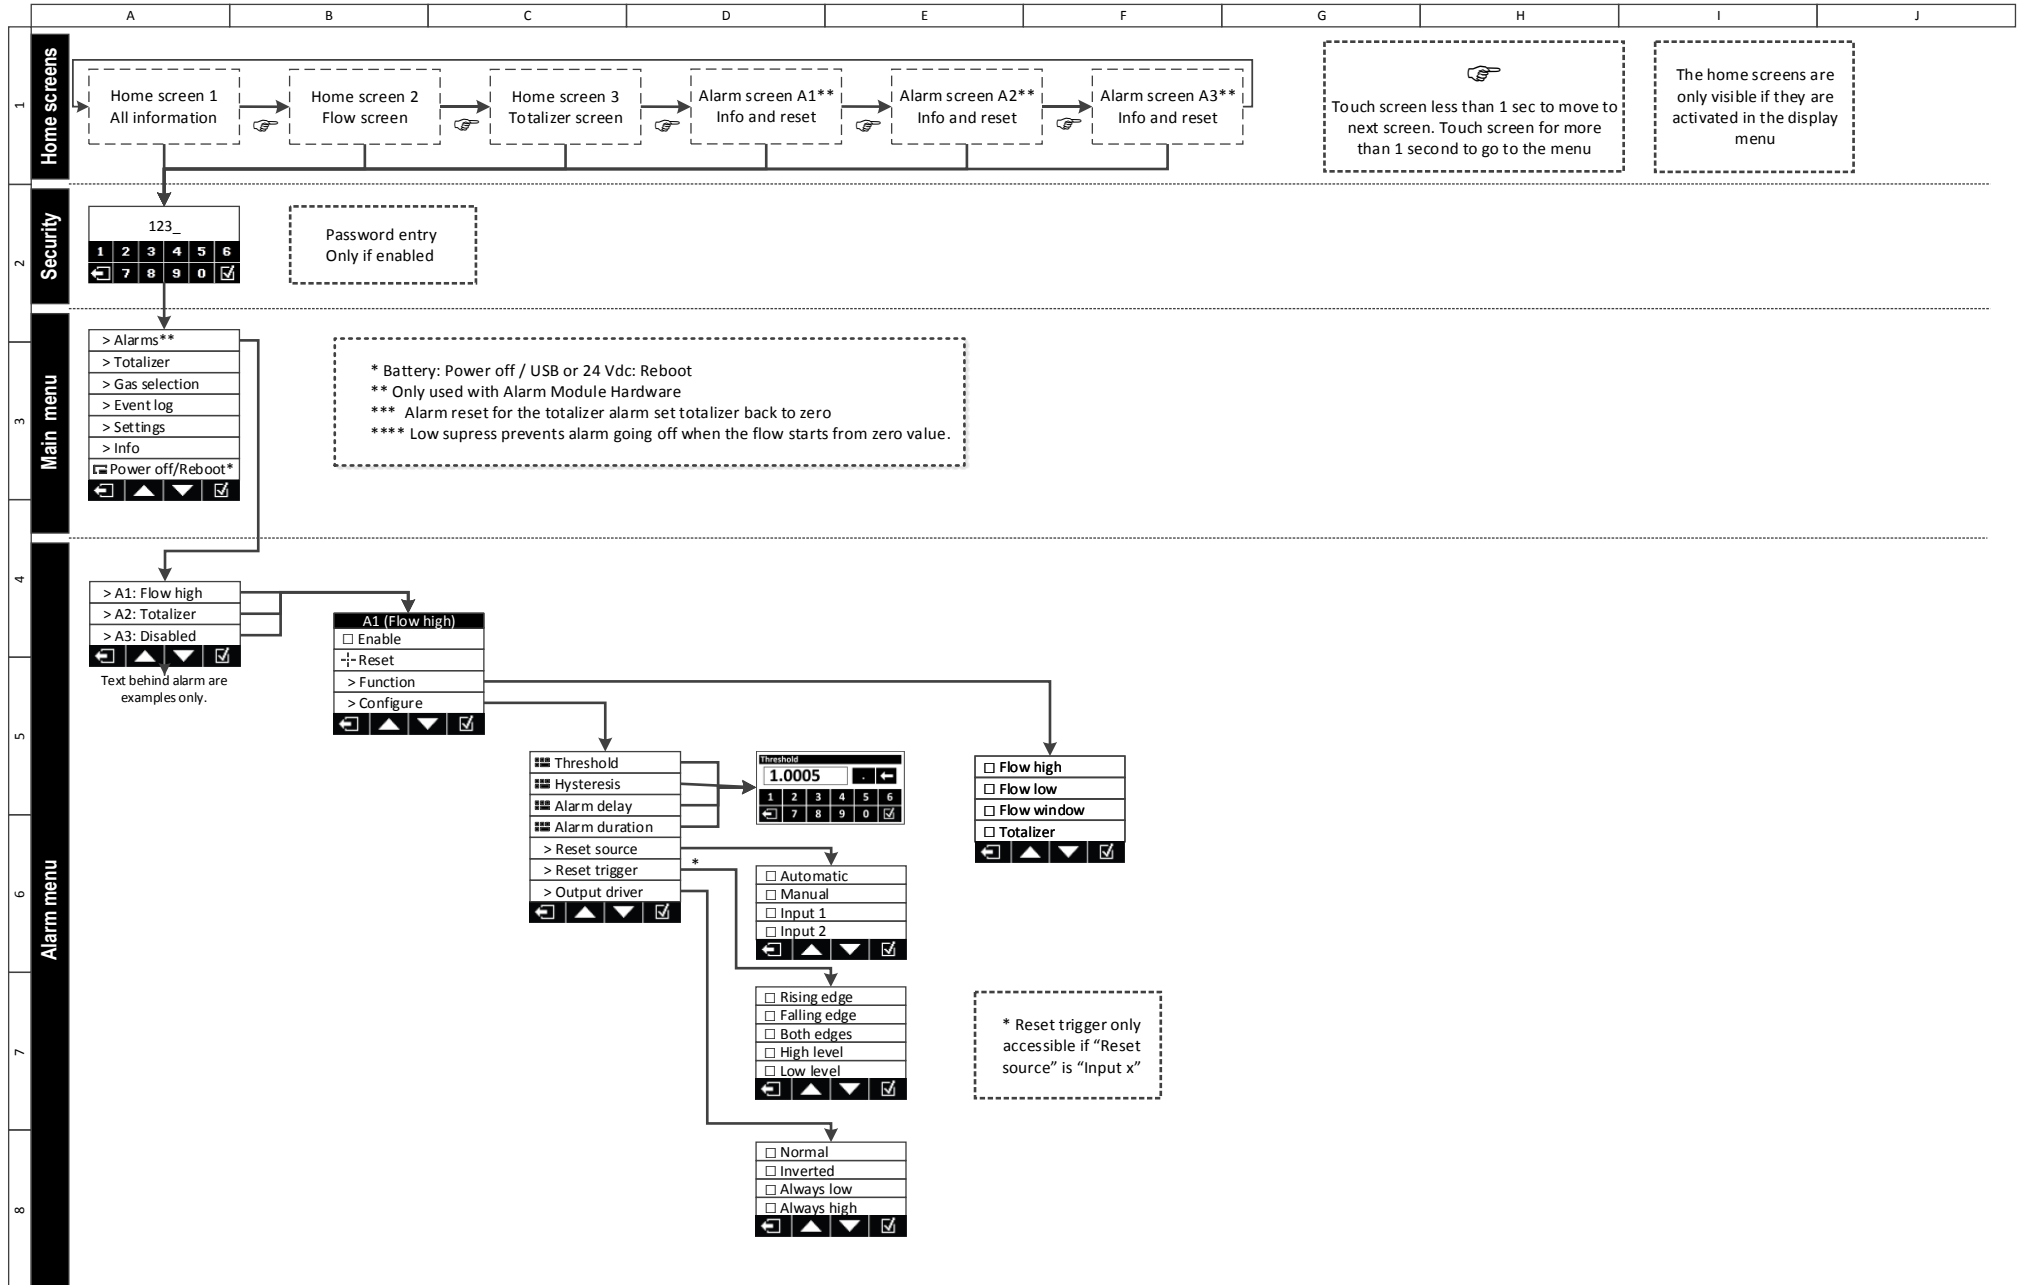 A B C D E F G H I J
1
2
3
4
5
6
7
8
Home screens
Home screen 1
All information
Home screen 2
Flow screen
Home screen 3
Totalizer screen
Alarm screen A1**
Info and reset
Alarm screen A2**
Info and reset
Alarm screen A3**
Info and reset
Touch screen less than 1 sec to move to
next screen. Touch screen for more
than 1 second to go to the menu
The home screens are
only visible if they are
activated in the display
menu
Security
123_
1 2 3 4 5 6
7 8 9 0
Password entry
Only if enabled
Main menu
> Alarms**
> Totalizer
> Gas selection
> Event log
> Settings
> Info
Power off/Reboot*
* Battery: Power off / USB or 24 Vdc: Reboot
** Only used with Alarm Module Hardware
*** Alarm reset for the totalizer alarm set totalizer back to zero
**** Low supress prevents alarm going off when the flow starts from zero value.
Alarm menu
> A1: Flow high
> A2: Totalizer
> A3: Disabled
Text behind alarm are
examples only.
A1 (Flow high)
Enable
Reset
> Function
> Configure
Threshold
Hysteresis
Alarm delay
Alarm duration
> Reset source
> Reset trigger
> Output driver
*
Threshold
1.0005 .
1 2 3 4 5 6
7 8 9 0
Flow high
Flow low
Flow window
Totalizer
Automatic
Manual
Input 1
Input 2
Rising edge
Falling edge
Both edges
High level
Low level
* Reset trigger only
accessible if “Reset
source” is “Input x”
Normal
Inverted
Always low
Always high